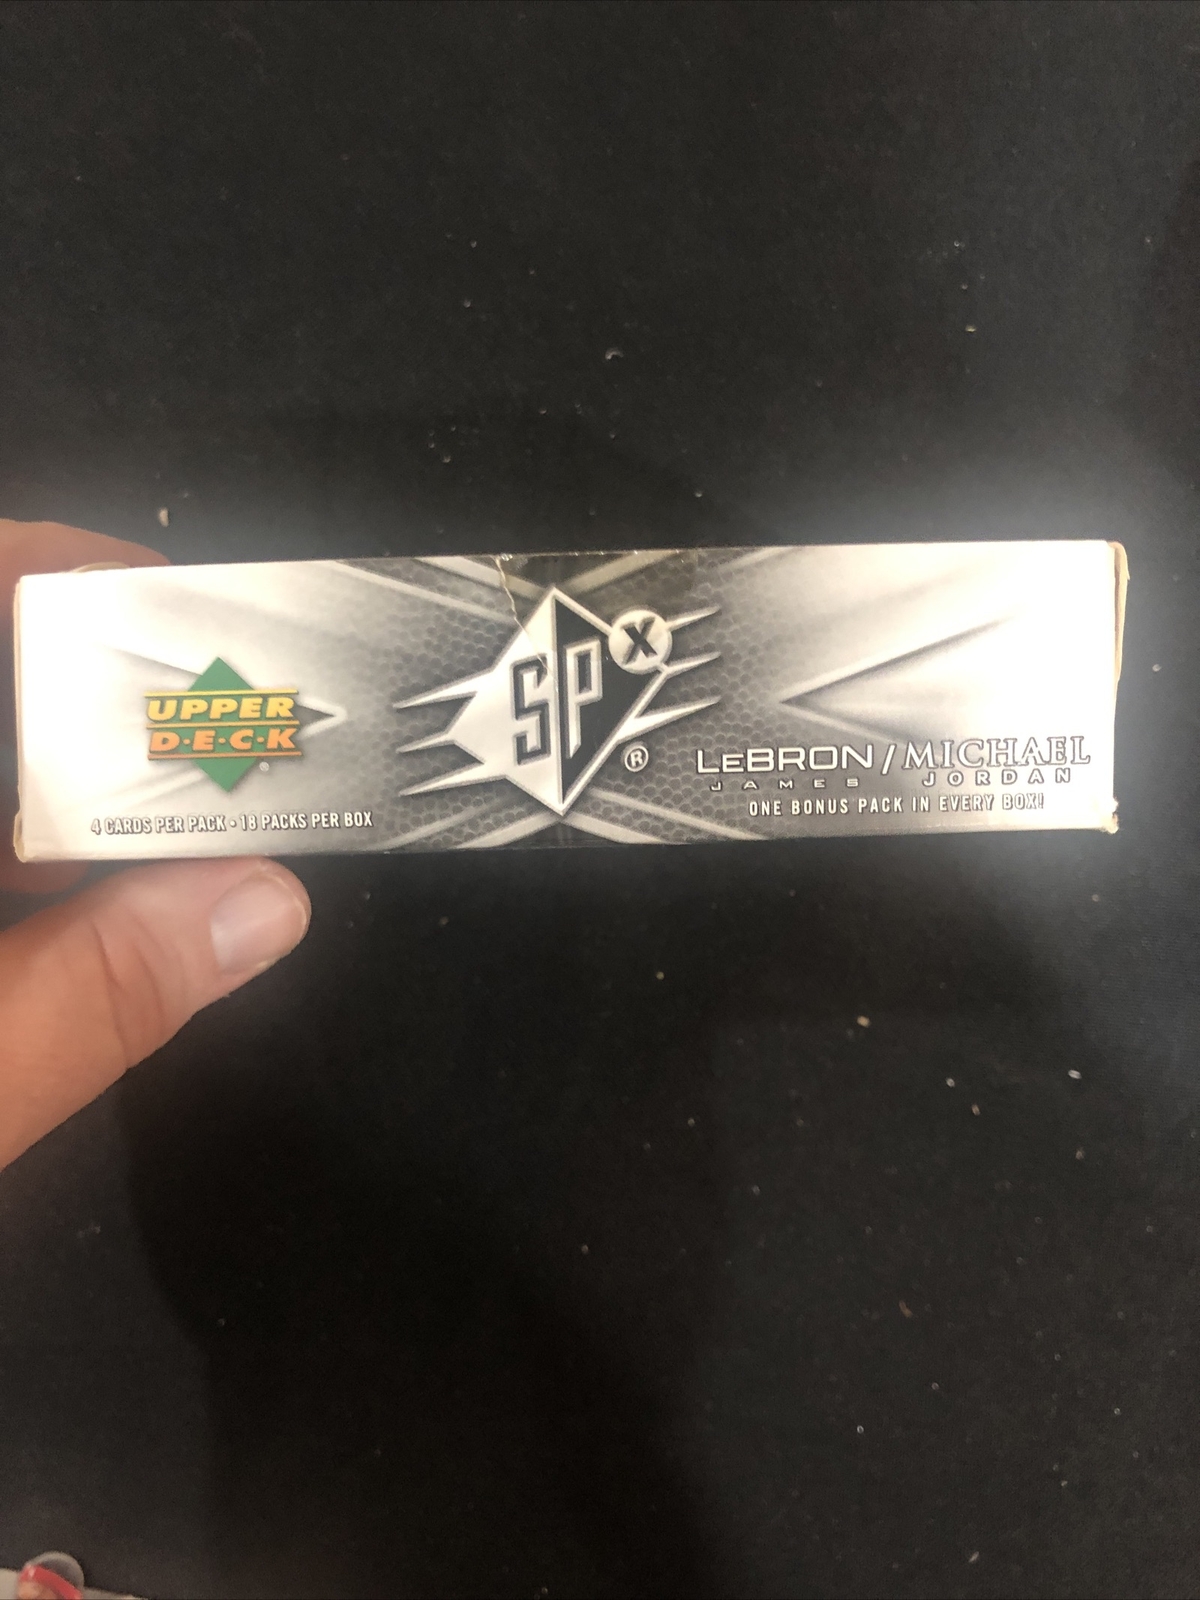 UPPER
D·E·C·K
4 CARDS PER PACK • 18 PACKS PER BOX
SP X
®
LEBRON / MICHAEL
JAMES JORDAN
ONE BONUS PACK IN EVERY BOX!